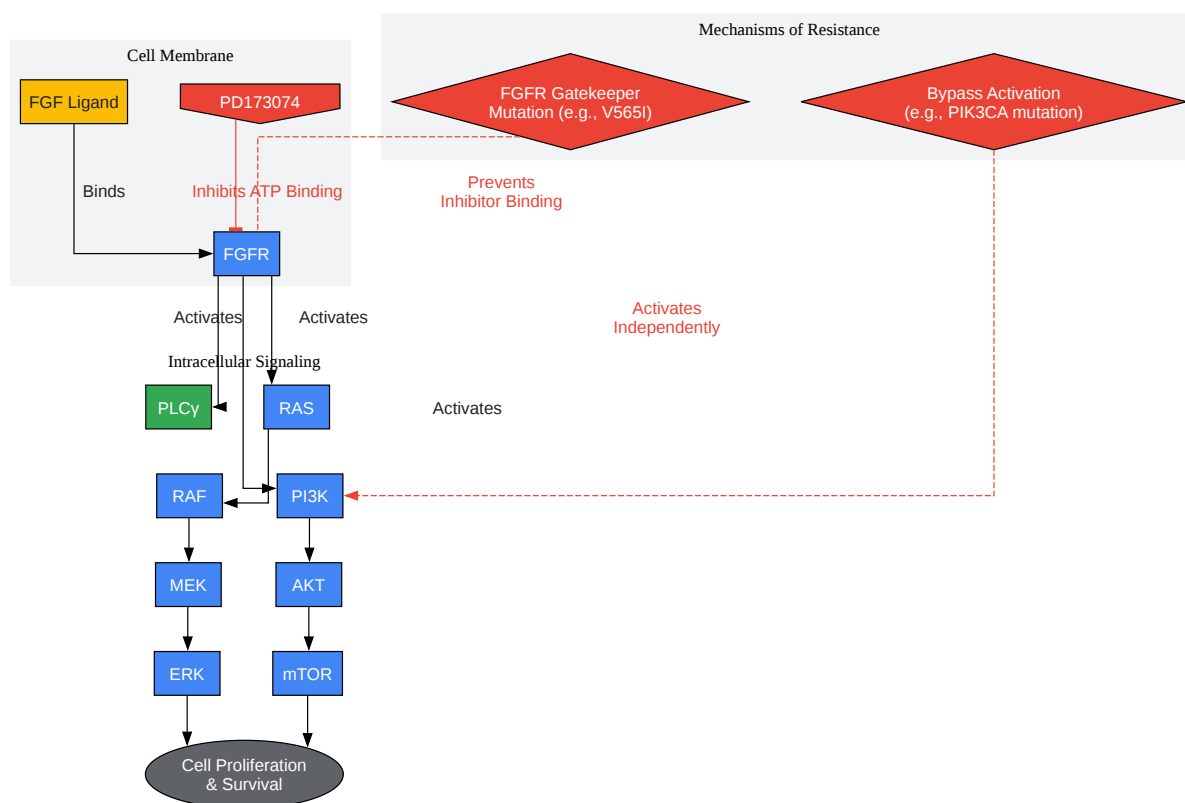 Mechanisms of Resistance
Cell Membrane
FGF Ligand
PD173074
FGFR Gatekeeper
Mutation (e.g., V565I)
Bypass Activation
(e.g., PIK3CA mutation)
Binds
Inhibits ATP Binding
Prevents
Inhibitor Binding
FGFR
Activates
Activates
Activates
Independently
Intracellular Signaling
PLCγ
RAS
Activates
RAF
PI3K
MEK
AKT
ERK
mTOR
Cell Proliferation
& Survival